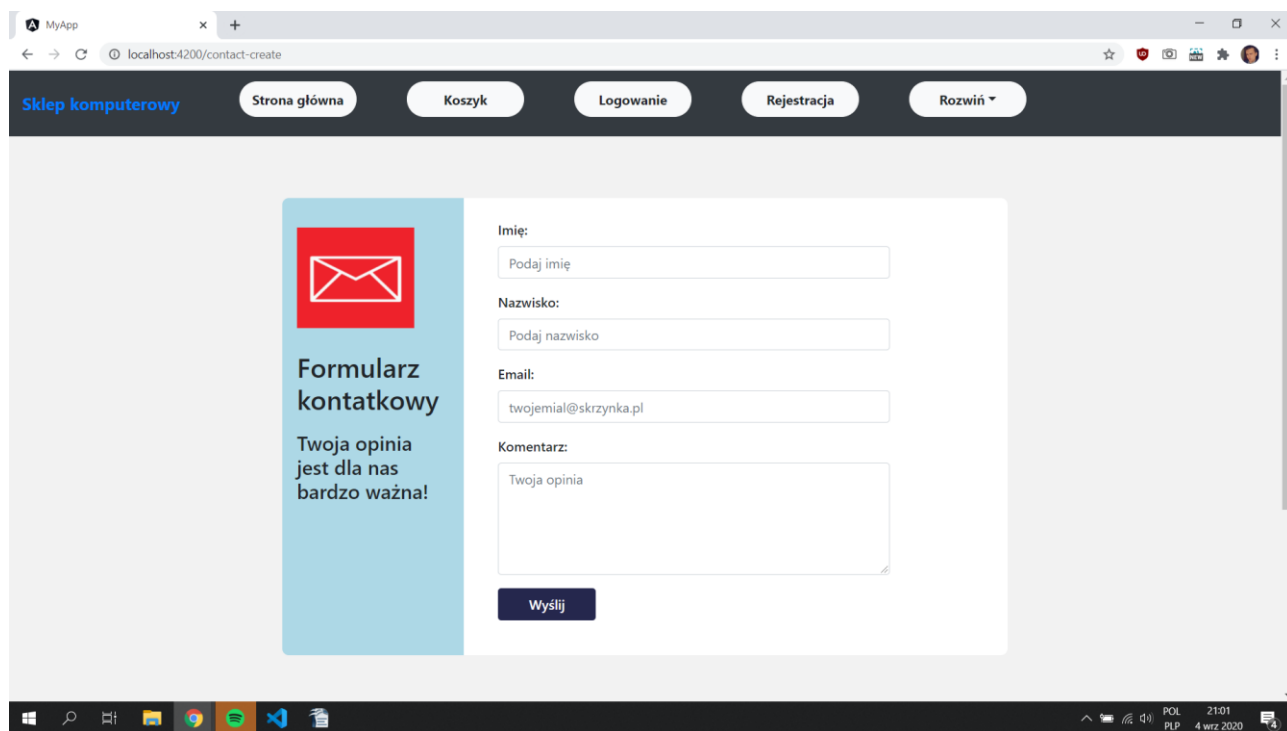 MyApp
localhost:4200/contact-create
NEW
Sklep komputerowy
Strona główna
Koszyk
Logowanie
Rejestracja
Rozwiń
Imię:
Podaj imię
Nazwisko:
Podaj nazwisko
Formularz
kontatkowy
Email:
twojemial@skrzynka.pl
Twoja opinia
jest dla nas
bardzo ważna!
Komentarz:
Twoja opinia
Wyślij
POL
PLP
21:01
4 wrz 2020
4